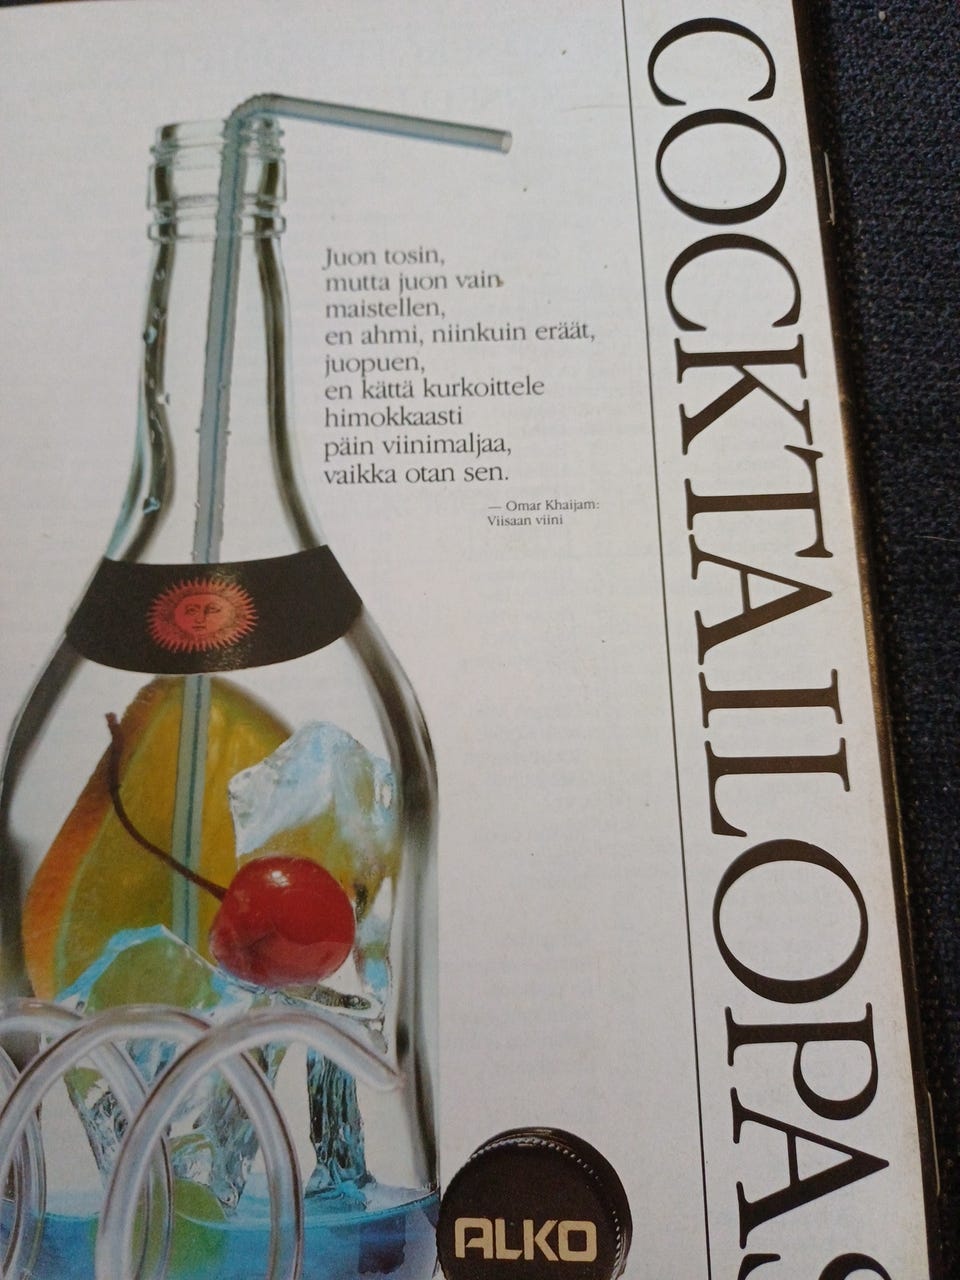 COCKTAILOPAS
Juon tosin,
mutta juon vain
maistellen,
en ahmi, niinkuin eräät,
juopuen,
en kättä kurkoittele
himokkaasti
päin viinimaljaa,
vaikka otan sen.
— Omar Khaijam:
Viisaan viini
ALKO